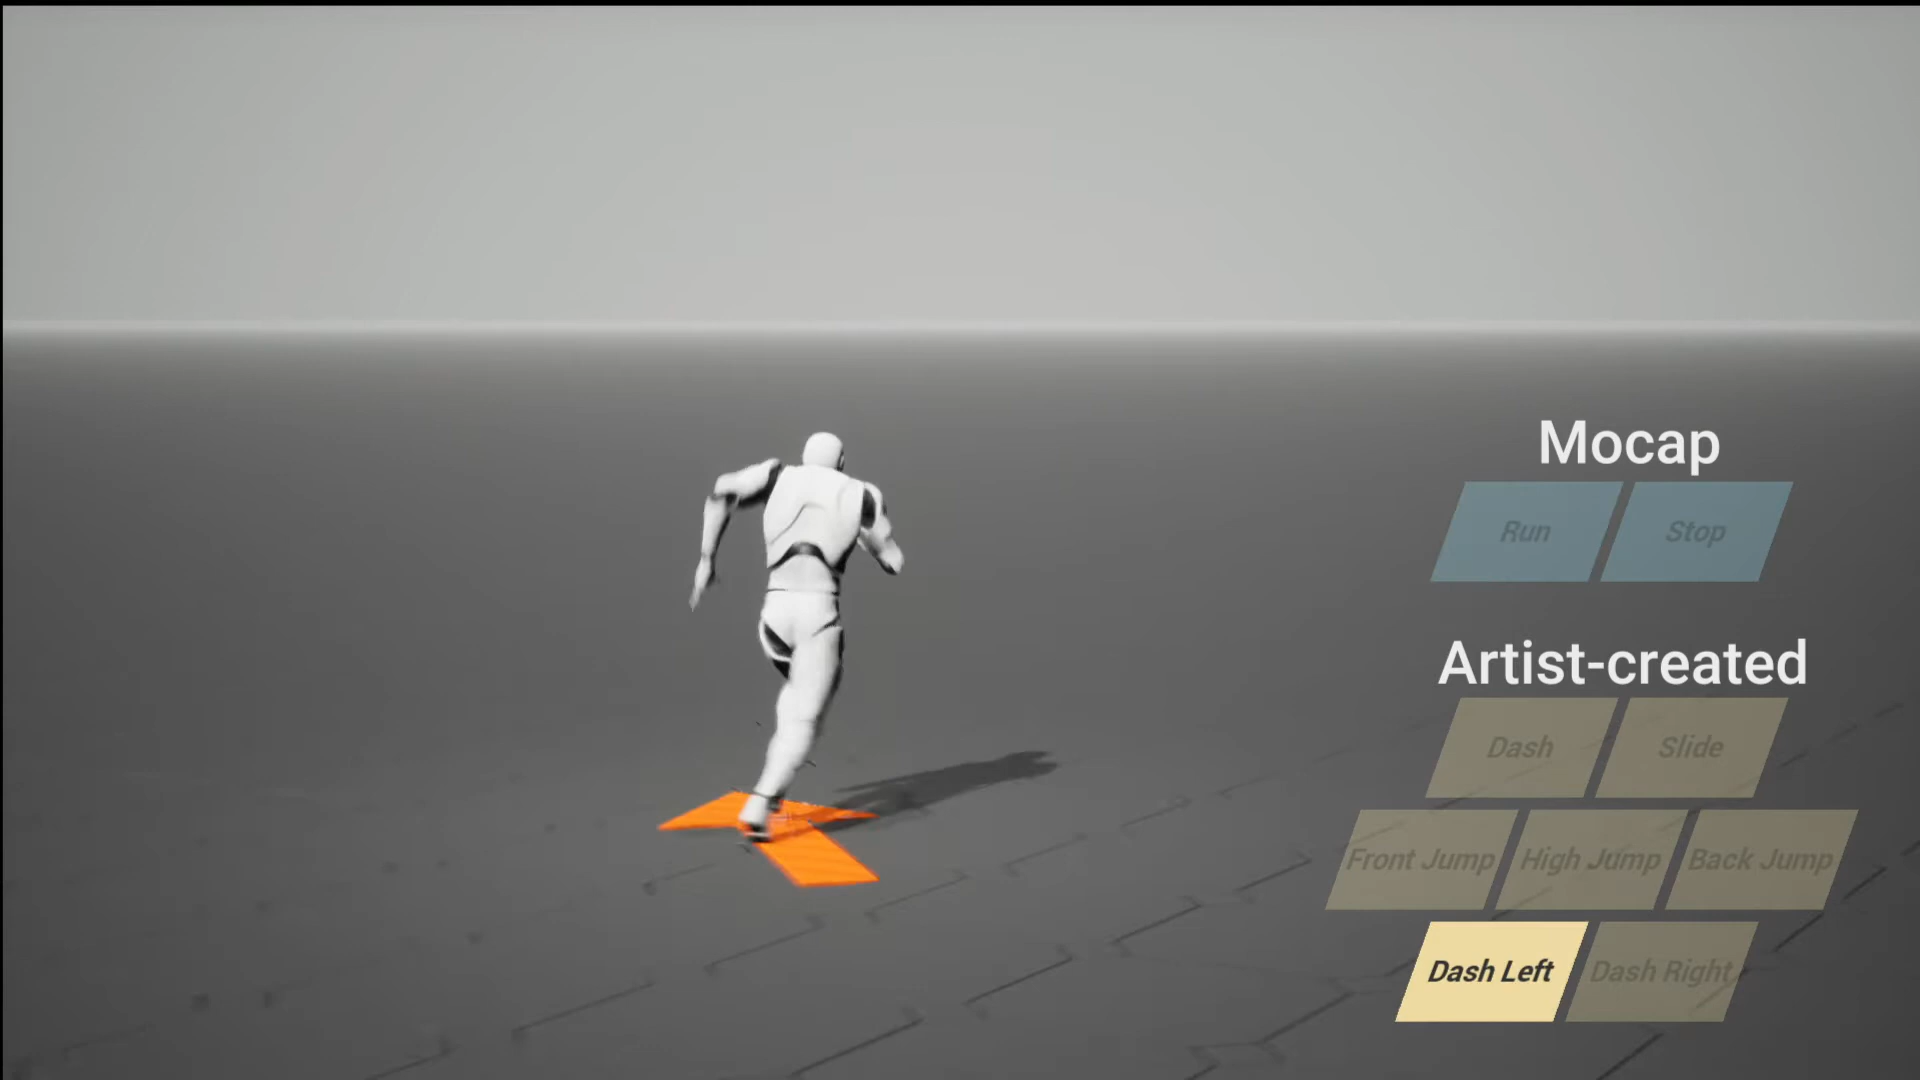 Mocap
Run Stop
Artist-created
Dash Slide
Front Jump High Jump Back Jump
Dash Left Dash Right